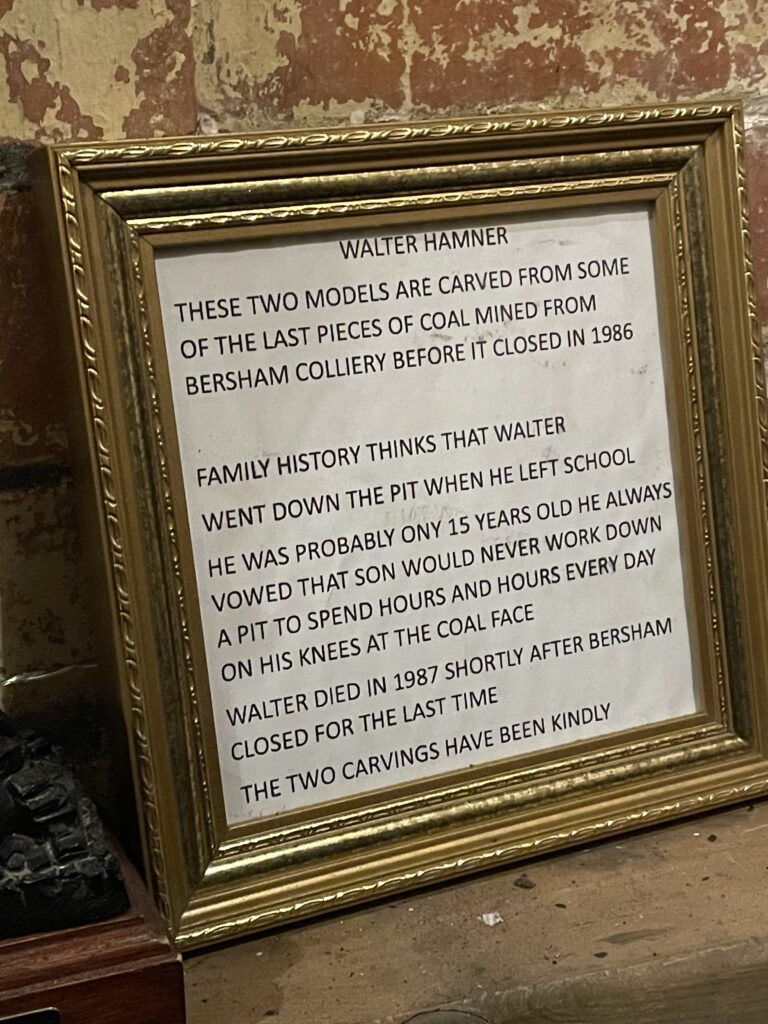 WALTER HAMNER
THESE TWO MODELS ARE CARVED FROM SOME
OF THE LAST PIECES OF COAL MINED FROM
BERSHAM COLLIERY BEFORE IT CLOSED IN 1986
FAMILY HISTORY THINKS THAT WALTER
WENT DOWN THE PIT WHEN HE LEFT SCHOOL
HE WAS PROBABLY ONY 15 YEARS OLD HE ALWAYS
VOWED THAT SON WOULD NEVER WORK DOWN
A PIT TO SPEND HOURS AND HOURS EVERY DAY
ON HIS KNEES AT THE COAL FACE
WALTER DIED IN 1987 SHORTLY AFTER BERSHAM
CLOSED FOR THE LAST TIME
THE TWO CARVINGS HAVE BEEN KINDLY